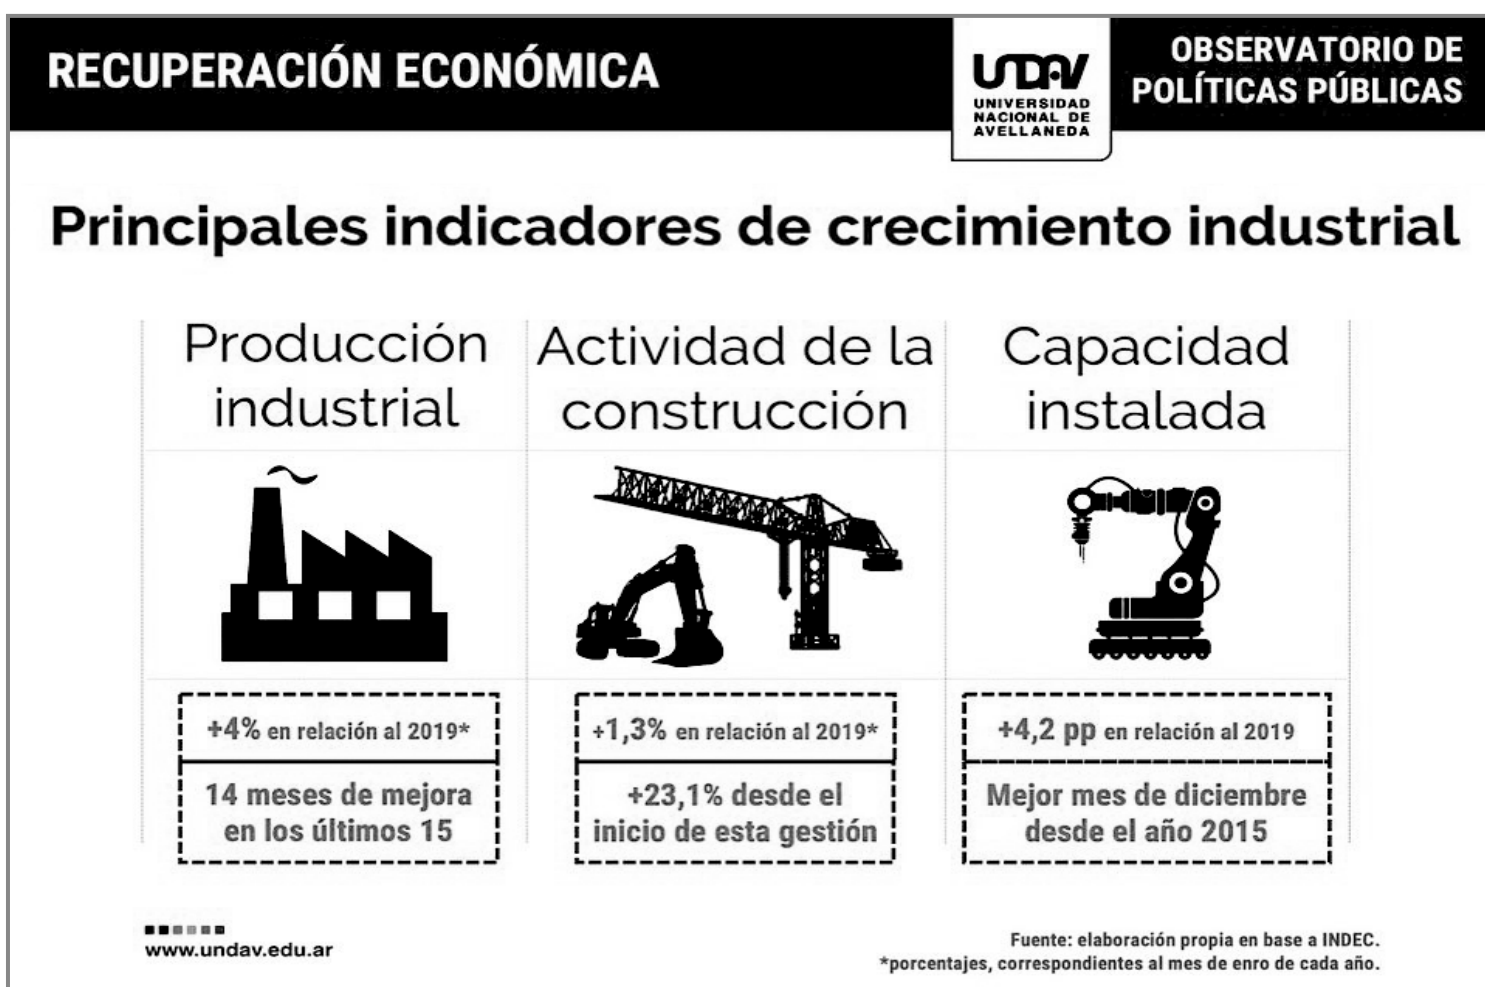 RECUPERACIÓN ECONÓMICA
UNDAV
UNIVERSIDAD
NACIONAL DE
AVELLANEDA
OBSERVATORIO DE
POLÍTICAS PÚBLICAS
Principales indicadores de crecimiento industrial
Producción
industrial
Actividad de la
construcción
Capacidad
instalada
+4% en relación al 2019*
14 meses de mejora
en los últimos 15
+1,3% en relación al 2019*
+23,1% desde el
inicio de esta gestión
+4,2 pp en relación al 2019
Mejor mes de diciembre
desde el año 2015
www.undav.edu.ar
Fuente: elaboración propia en base a INDEC.
*porcentajes, correspondientes al mes de enro de cada año.